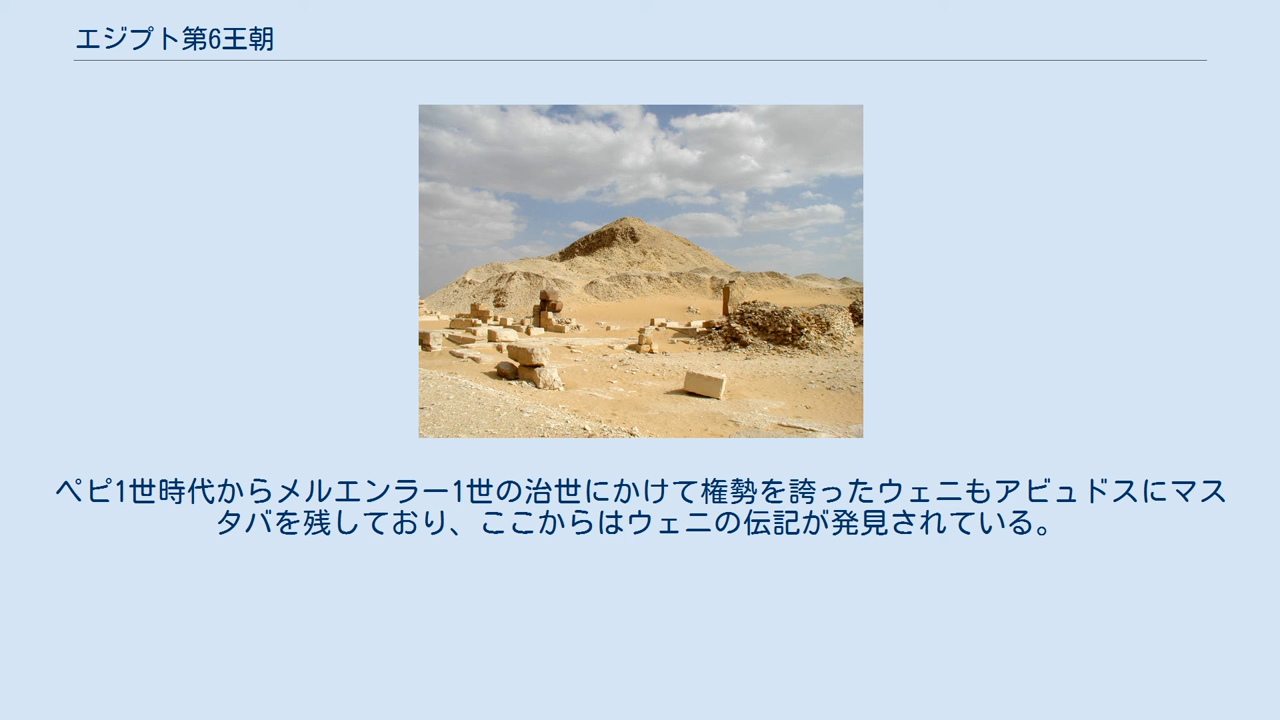 エジプト第6王朝
ペピ1世時代からメルエンラー1世の治世にかけて権勢を誇ったウェニもアビュドスにマス
タバを残しており、ここからはウェニの伝記が発見されている。